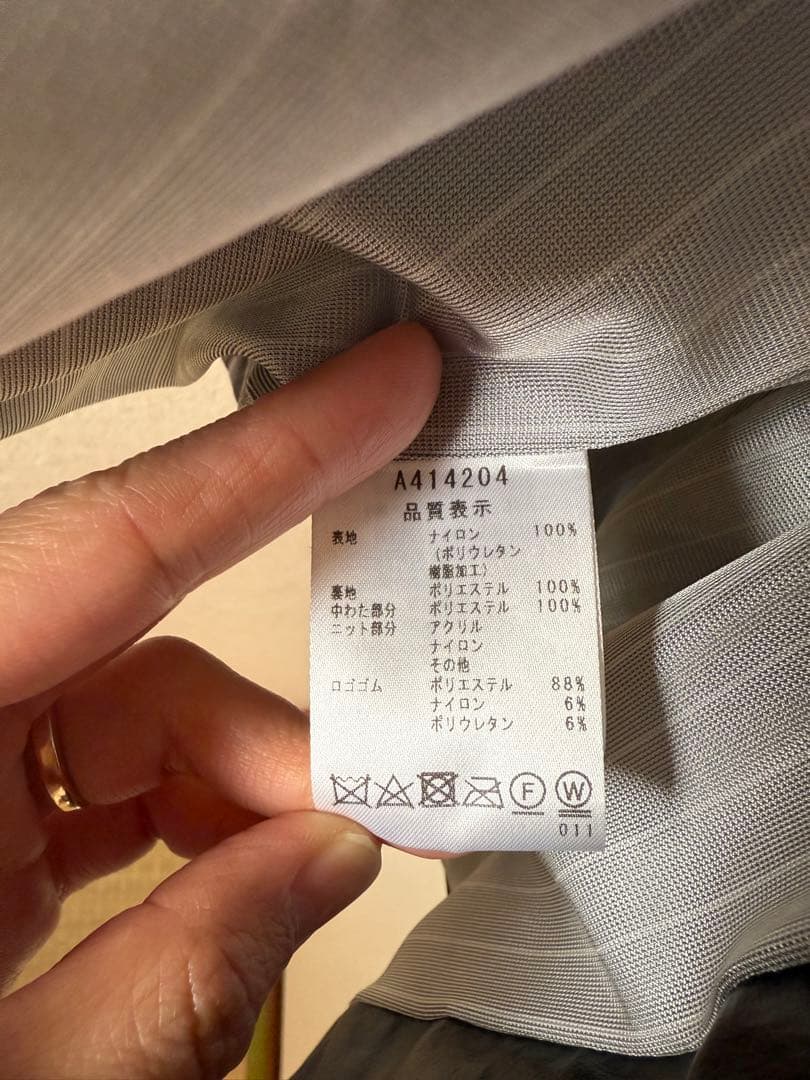 A414204
品質表示
表地 ナイロン 100%
(ポリウレタン
樹脂加工)
裏地 ポリエステル 100%
中わた部分 ポリエステル 100%
ニット部分 アクリル
ナイロン
その他
ロゴゴム ポリエステル 88%
ナイロン 6%
ポリウレタン 6%
F W
011